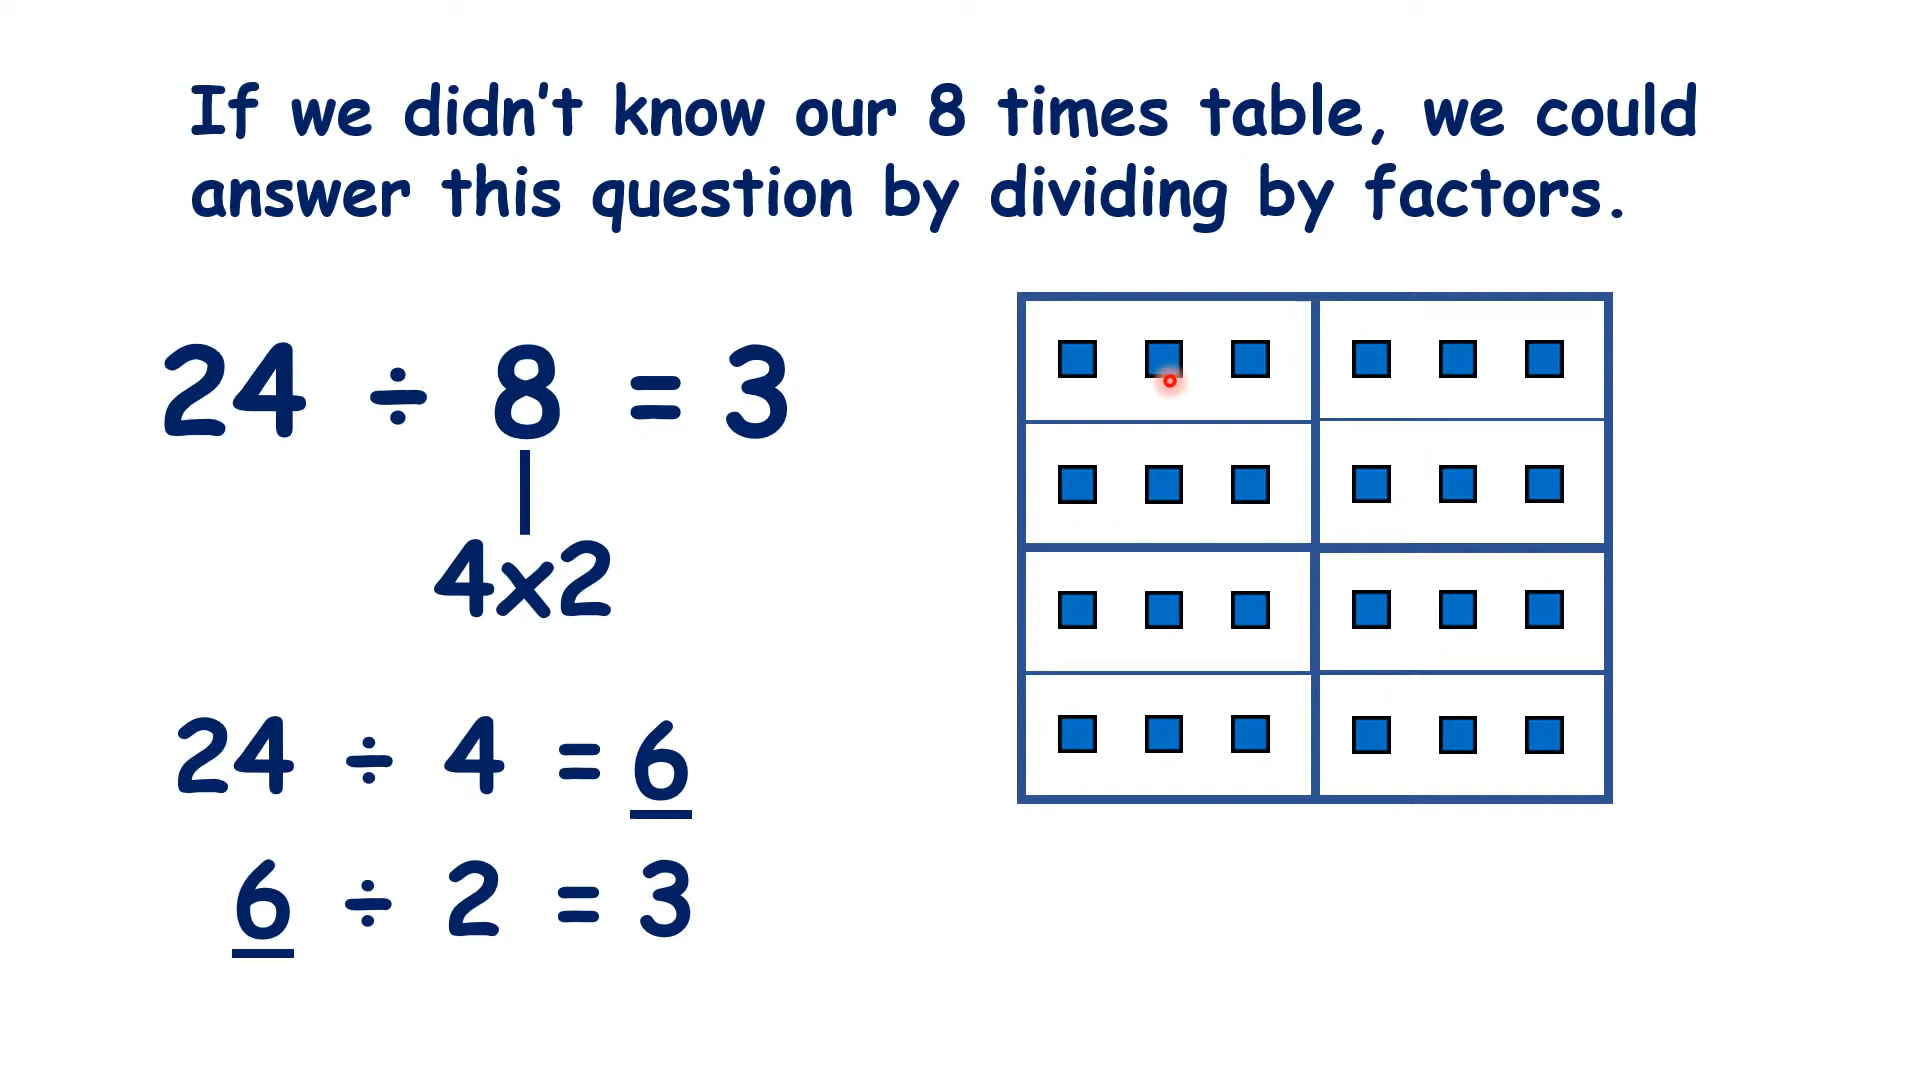 If we didn't know our 8 times table, we could
answer this question by dividing by factors.
24 ÷ 8 = 3
4x2
24 ÷ 4 = 6
6 ÷ 2 = 3